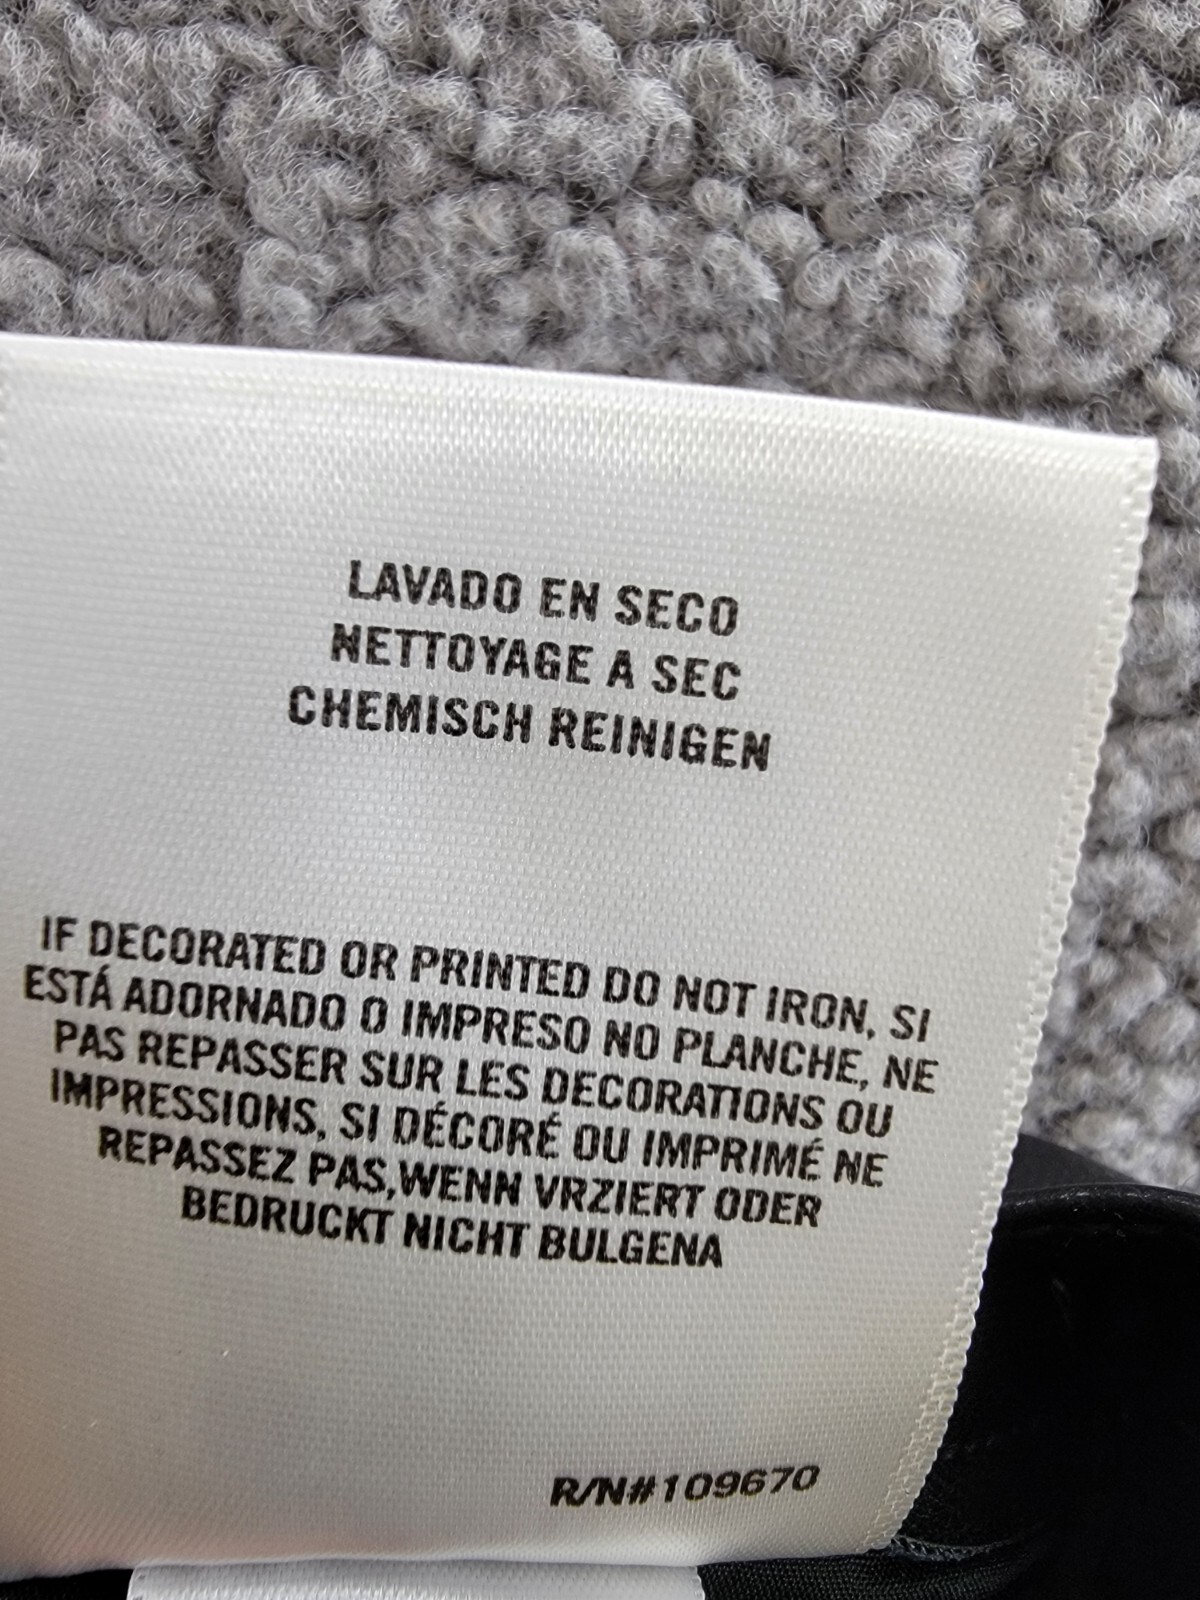 LAVADO EN SECO
NETTOYAGE A SEC
CHEMISCH REINIGEN
IF DECORATED OR PRINTED DO NOT IRON, SI
ESTÁ ADORNADO O IMPRESO NO PLANCHE, NE
PAS REPASSER SUR LES DECORATIONS OU
IMPRESSIONS, SI DÉCORÉ OU IMPRIMÉ NE
REPASSEZ PAS,WENN VRZIERT ODER
BEDRUCKT NICHT BULGENA
R/N#109670